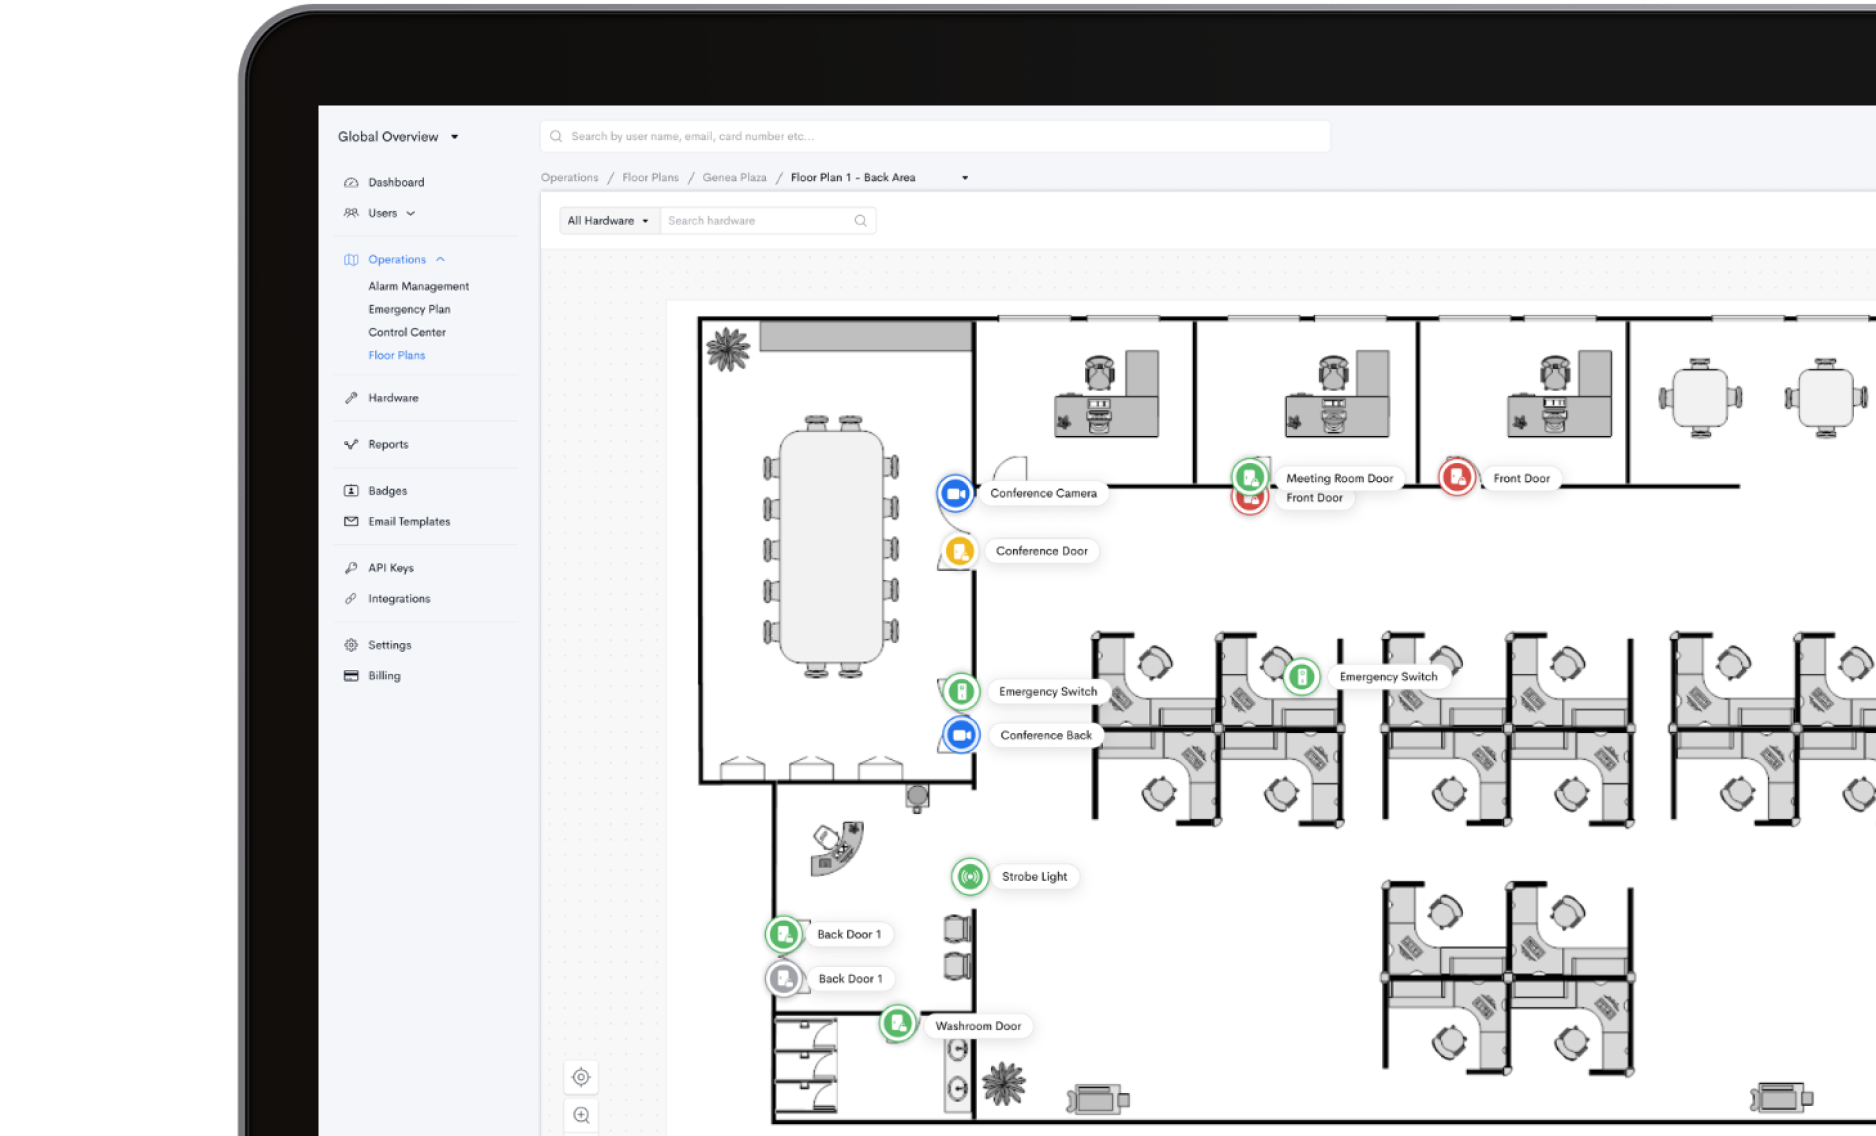 Global Overview
Search by user name, email, card number etc...
Dashboard
Users
Operations
Alarm Management
Emergency Plan
Control Center
Floor Plans
Hardware
Reports
Badges
Email Templates
API Keys
Integrations
Settings
Billing
Operations / Floor Plans / Genea Plaza / Floor Plan 1 - Back Area
All Hardware
Search hardware
Conference Camera
Meeting Room Door
Front Door
Front Door
Conference Door
Emergency Switch
Emergency Switch
Conference Back
Strobe Light
Back Door 1
Back Door 1
Washroom Door